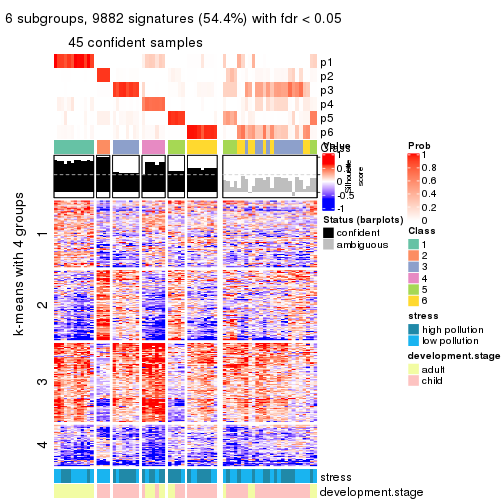 6 subgroups, 9882 signatures (54.4%) with fdr < 0.05
45 confident samples
p1
p2
p3
p4
p5
p6
Class
k-means with 4 groups
1
2
3
4
stress
development.stage
Value
1
0.5
0
-0.5
-1
Silhouette
score
Status (barplots)
confident
ambiguous
Prob
1
0.8
0.6
0.4
0.2
0
Class
1
2
3
4
5
6
stress
high pollution
low pollution
development.stage
adult
child